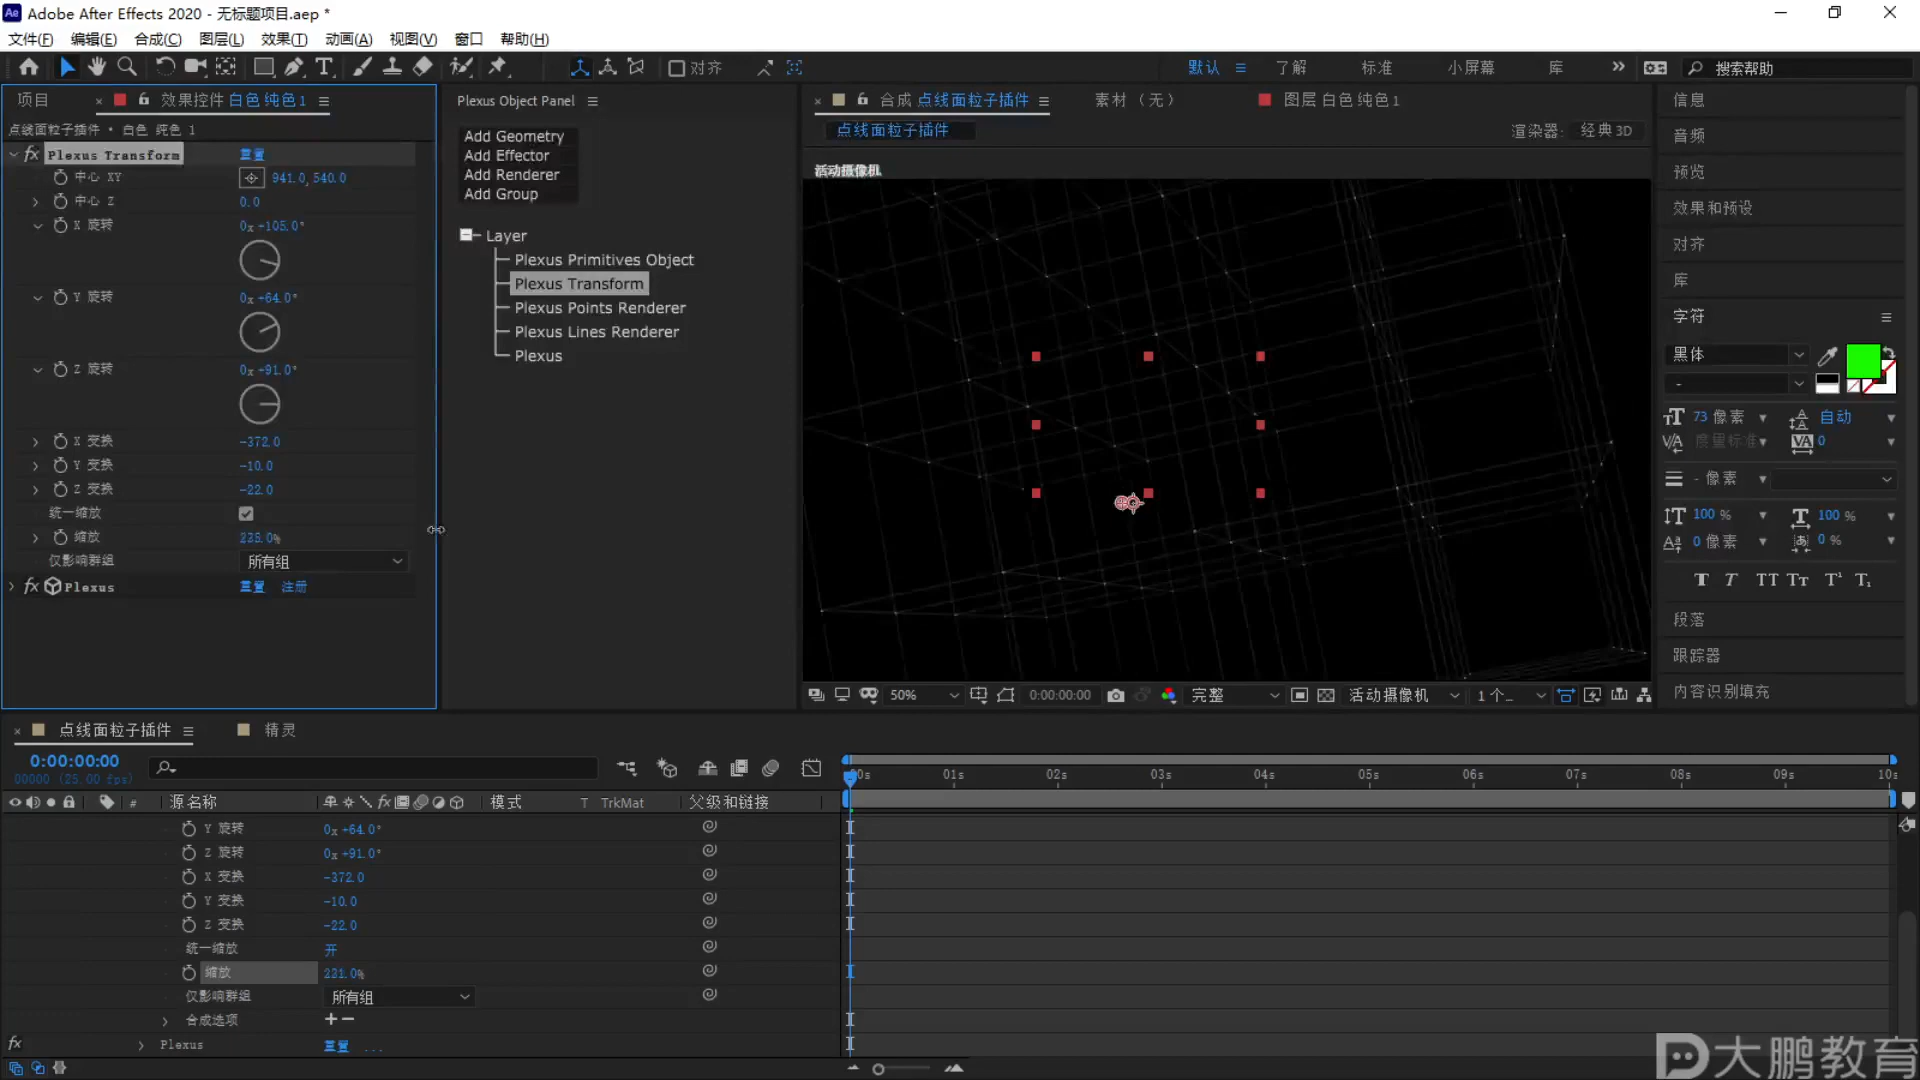 Adobe After Effects 2020 - 无标题项目.aep *
文件(F) 编辑(E) 合成(C) 图层(L) 效果(T) 动画(A) 视图(V) 窗口 帮助(H)
对齐 默认 了解 标准 小屏幕 库 搜索帮助
项目 效果控件 白色 纯色 1
点线面粒子插件 • 白色 纯色 1
fx Plexus Transform 重置
中心 XY 941.0, 540.0
中心 Z 0.0
X 旋转 0x +105.0°
Y 旋转 0x +64.0°
Z 旋转 0x +91.0°
X 变换 -372.0
Y 变换 -10.0
Z 变换 -22.0
统一缩放
缩放 235.0%
仅影响群组 所有组
fx Plexus 重置 注册
Plexus Object Panel
Add Geometry
Add Effector
Add Renderer
Add Group
Layer
Plexus Primitives Object
Plexus Transform
Plexus Points Renderer
Plexus Lines Renderer
Plexus
合成 点线面粒子插件 素材 (无) 图层 白色 纯色 1
点线面粒子插件 渲染器: 经典 3D
活动摄像机
50% 0:00:00:00 完整 活动摄像机 1 个...
信息
音频
预览
效果和预设
对齐
库
字符
黑体
-
73 像素 自动
度量标准 0
- 像素
100 % 100 %
0 像素 0 %
T T TT Tт T¹ T₁
段落
跟踪器
内容识别填充
点线面粒子插件 精灵
0:00:00:00
00000 (25.00 fps)
00s 01s 02s 03s 04s 05s 06s 07s 08s 09s 10s
# 源名称 模式 T TrkMat 父级和链接
Y 旋转 0x +64.0°
Z 旋转 0x +91.0°
X 变换 -372.0
Y 变换 -10.0
Z 变换 -22.0
统一缩放 开
缩放 221.0%
仅影响群组 所有组
合成选项 + −
fx Plexus 重置 ...
大鹏教育